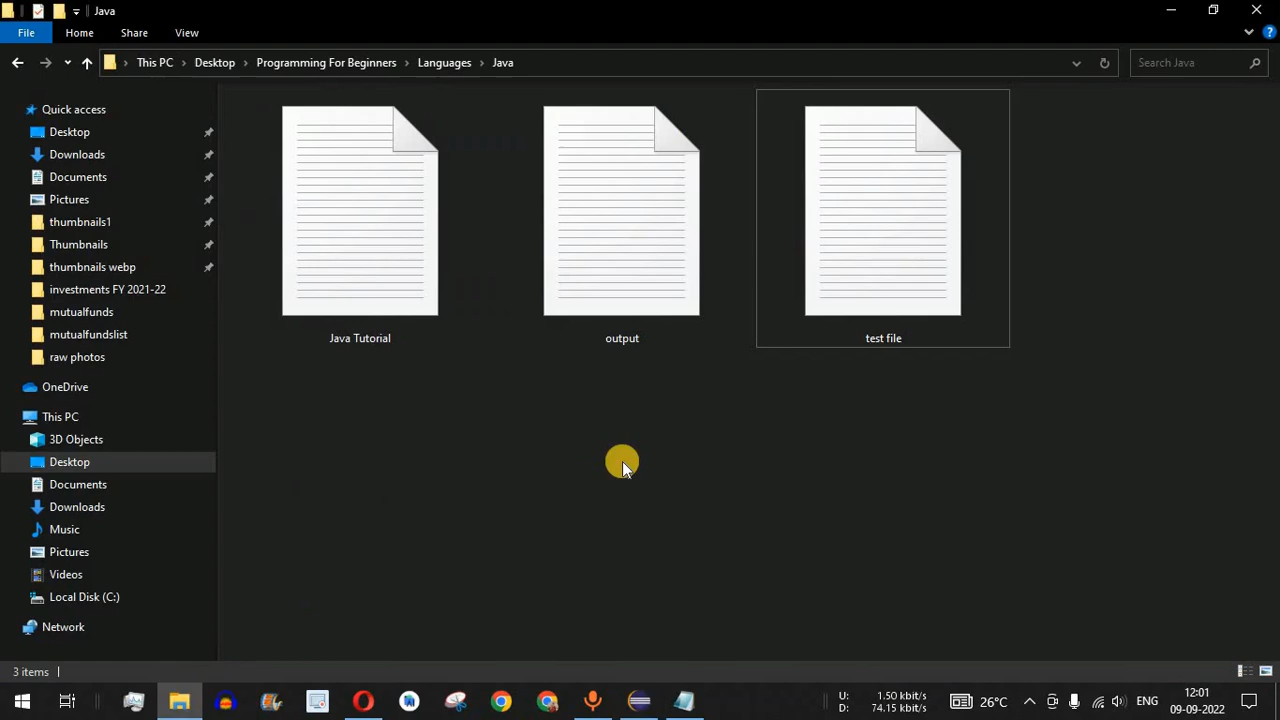 Java
File
Home
Share
View
This PC
Desktop
Programming For Beginners
Languages
Java
Search Java
Quick access
Desktop
Downloads
Documents
Pictures
thumbnails1
Thumbnails
thumbnails webp
investments FY 2021-22
mutualfunds
mutualfundslist
raw photos
OneDrive
This PC
3D Objects
Desktop
Documents
Downloads
Music
Pictures
Videos
Local Disk (C:)
Network
Java Tutorial
output
test file
3 items
U: 1.50 kbit/s
D: 74.15 kbit/s
26°C
ENG
12:01
09-09-2022